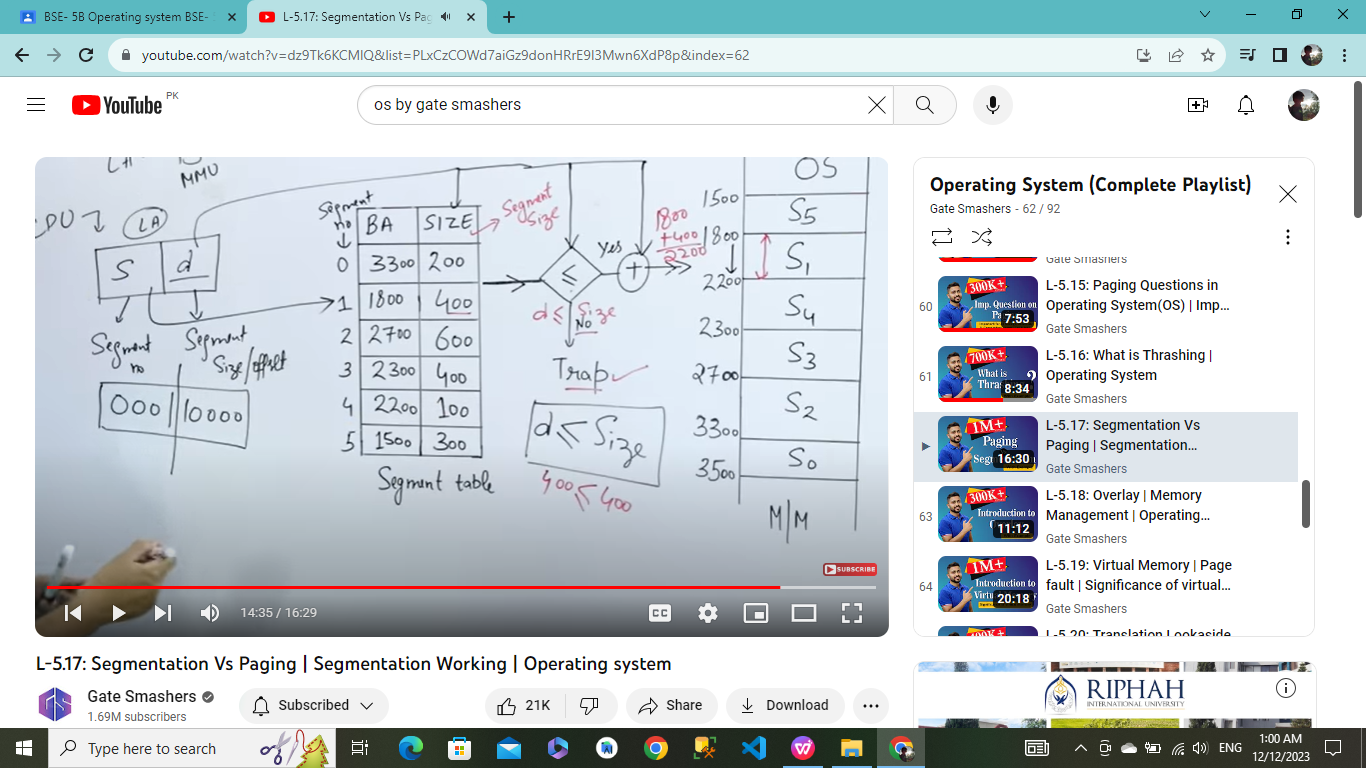 BSE- 5B Operating system BSE-
L-5.17: Segmentation Vs Pag
youtube.com/watch?v=dz9Tk6KCMlQ&list=PLxCzCOWd7aiGz9donHRrE9I3Mwn6XdP8p&index=62
YouTube PK
os by gate smashers
MMU
CPU
LA
S d
Segment no
Segment Size/offset
000 10000
Segment no
BA SIZE
Segment Size
0 3300 200
1 1800 400
2 2700 600
3 2300 400
4 2200 100
5 1500 300
Segment table
≤
yes
+
d ≤ Size
No
Trap
d ≤ Size
400 ≤ 400
1800
+400
2200
OS
1500
S5
1800
S1
2200
S4
2300
S3
2700
S2
3300
S0
3500
M/M
SUBSCRIBE
14:35 / 16:29
CC
L-5.17: Segmentation Vs Paging | Segmentation Working | Operating system
Gate Smashers
1.69M subscribers
Subscribed
21K
Share
Download
Operating System (Complete Playlist)
Gate Smashers - 62 / 92
Gate Smashers
60
300K+
Imp. Question on
7:53
L-5.15: Paging Questions in
Operating System(OS) | Imp...
Gate Smashers
61
700K+
What is
8:34
L-5.16: What is Thrashing |
Operating System
Gate Smashers
1M+
Paging
16:30
L-5.17: Segmentation Vs
Paging | Segmentation...
Gate Smashers
63
300K+
Introduction to
11:12
L-5.18: Overlay | Memory
Management | Operating...
Gate Smashers
64
1M+
Introduction to
20:18
L-5.19: Virtual Memory | Page
fault | Significance of virtual...
Gate Smashers
L-5.20: Translation Lookaside
RIPHAH
INTERNATIONAL UNIVERSITY
Type here to search
ENG
1:00 AM
12/12/2023